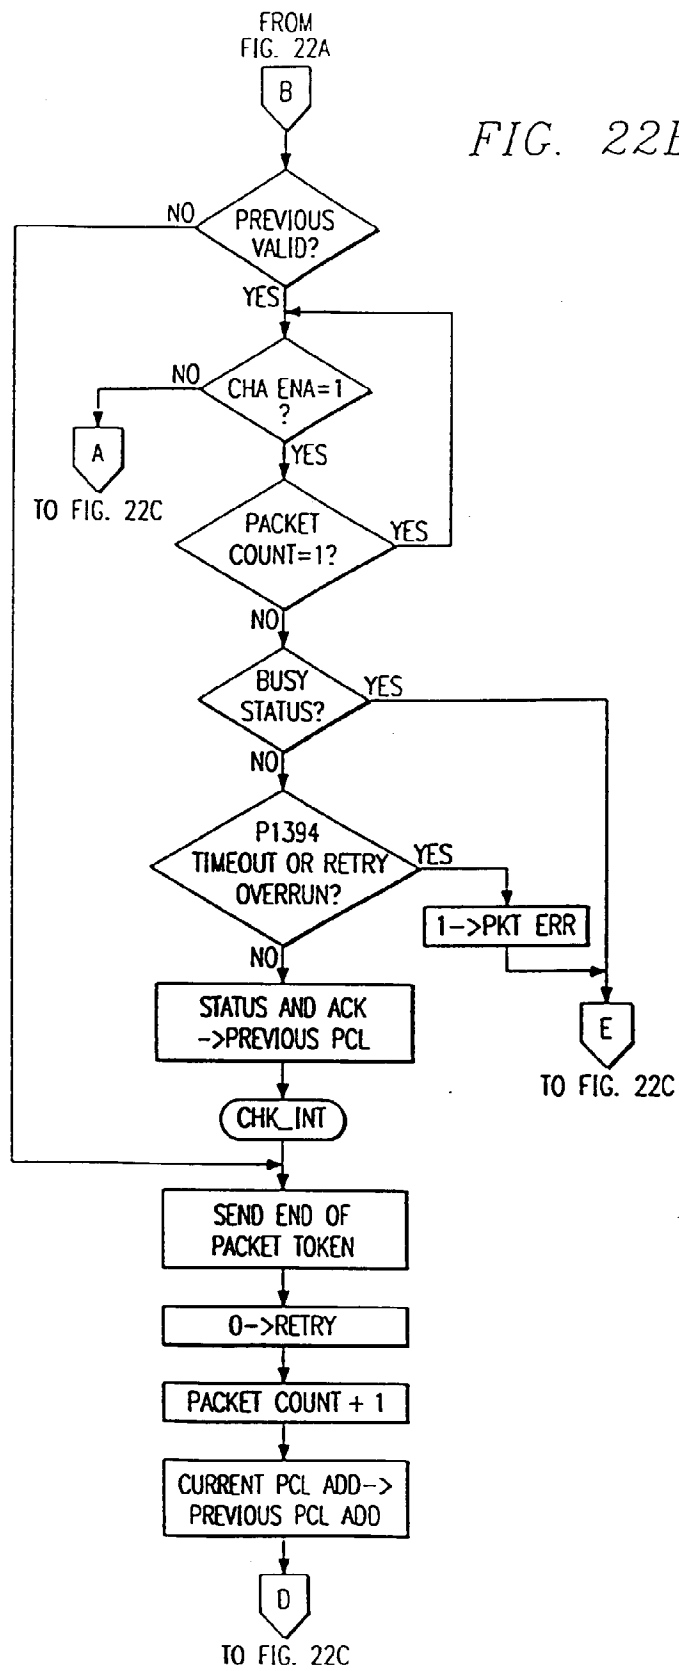 FROM
FIG. 22A
B
FIG. 22B
PREVIOUS
VALID?
NO
YES
CHA ENA=1
?
NO
A
TO FIG. 22C
YES
PACKET
COUNT=1?
YES
NO
BUSY
STATUS?
YES
NO
P1394
TIMEOUT OR RETRY
OVERRUN?
YES
1->PKT ERR
E
TO FIG. 22C
NO
STATUS AND ACK
->PREVIOUS PCL
CHK_INT
SEND END OF
PACKET TOKEN
0->RETRY
PACKET COUNT + 1
CURRENT PCL ADD->
PREVIOUS PCL ADD
D
TO FIG. 22C